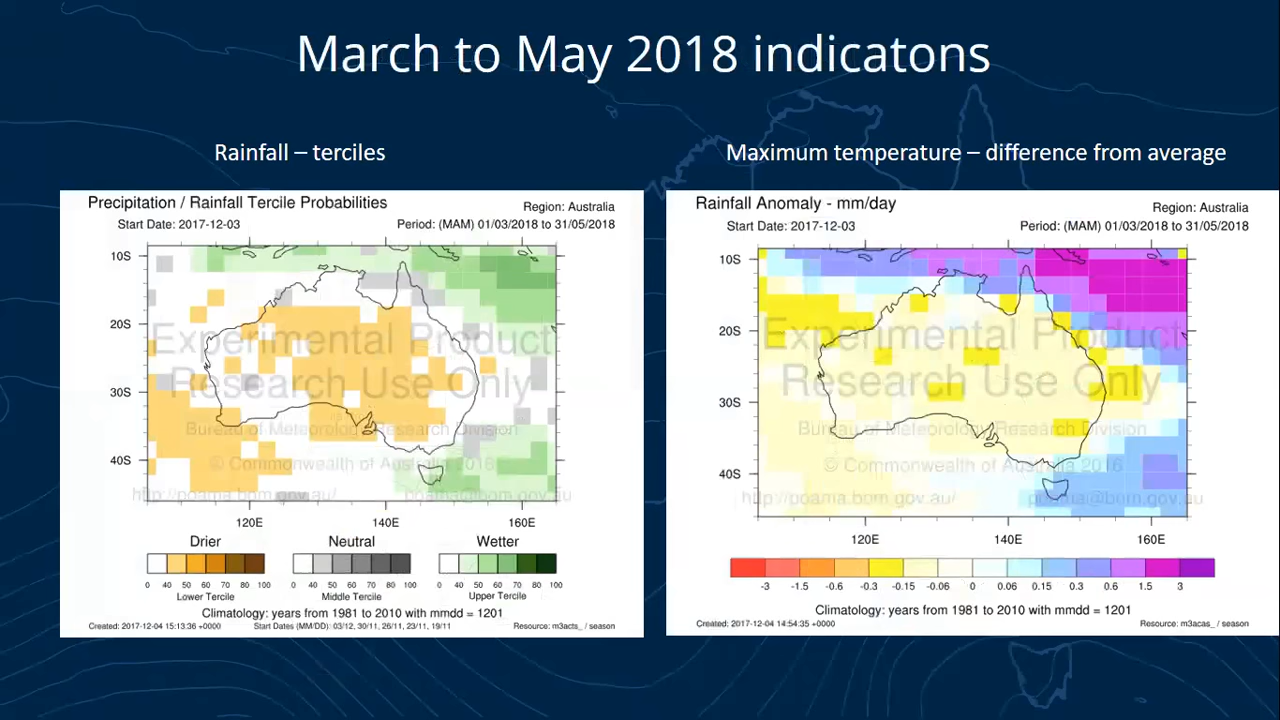 March to May 2018 indicatons
Rainfall – terciles
Maximum temperature – difference from average
Precipitation / Rainfall Tercile Probabilities
Region: Australia
Start Date: 2017-12-03
Period: (MAM) 01/03/2018 to 31/05/2018
10S
20S
30S
40S
Experimental Product
Research Use Only
Bureau of Meteorology Research Division
© Commonwealth of Australia 2016
http://poama.bom.gov.au/
poama@bom.gov.au
120E 140E 160E
Drier Neutral Wetter
0 40 50 60 70 80 100
0 40 50 60 70 80 100
0 40 50 60 70 80 100
Lower Tercile Middle Tercile Upper Tercile
Climatology: years from 1981 to 2010 with mmdd = 1201
Created: 2017-12-04 15:13:36 +0000 Start Dates (MM/DD): 03/12, 30/11, 26/11, 23/11, 19/11 Resource: m3acts_ / season
Rainfall Anomaly - mm/day
Region: Australia
Start Date: 2017-12-03
Period: (MAM) 01/03/2018 to 31/05/2018
10S
20S
30S
40S
Experimental Product
Research Use Only
Bureau of Meteorology Research Division
© Commonwealth of Australia 2016
http://poama.bom.gov.au/
poama@bom.gov.au
120E 140E 160E
-3 -1.5 -0.6 -0.3 -0.15 -0.06 0 0.06 0.15 0.3 0.6 1.5 3
Climatology: years from 1981 to 2010 with mmdd = 1201
Created: 2017-12-04 14:54:35 +0000 Resource: m3acas_ / season